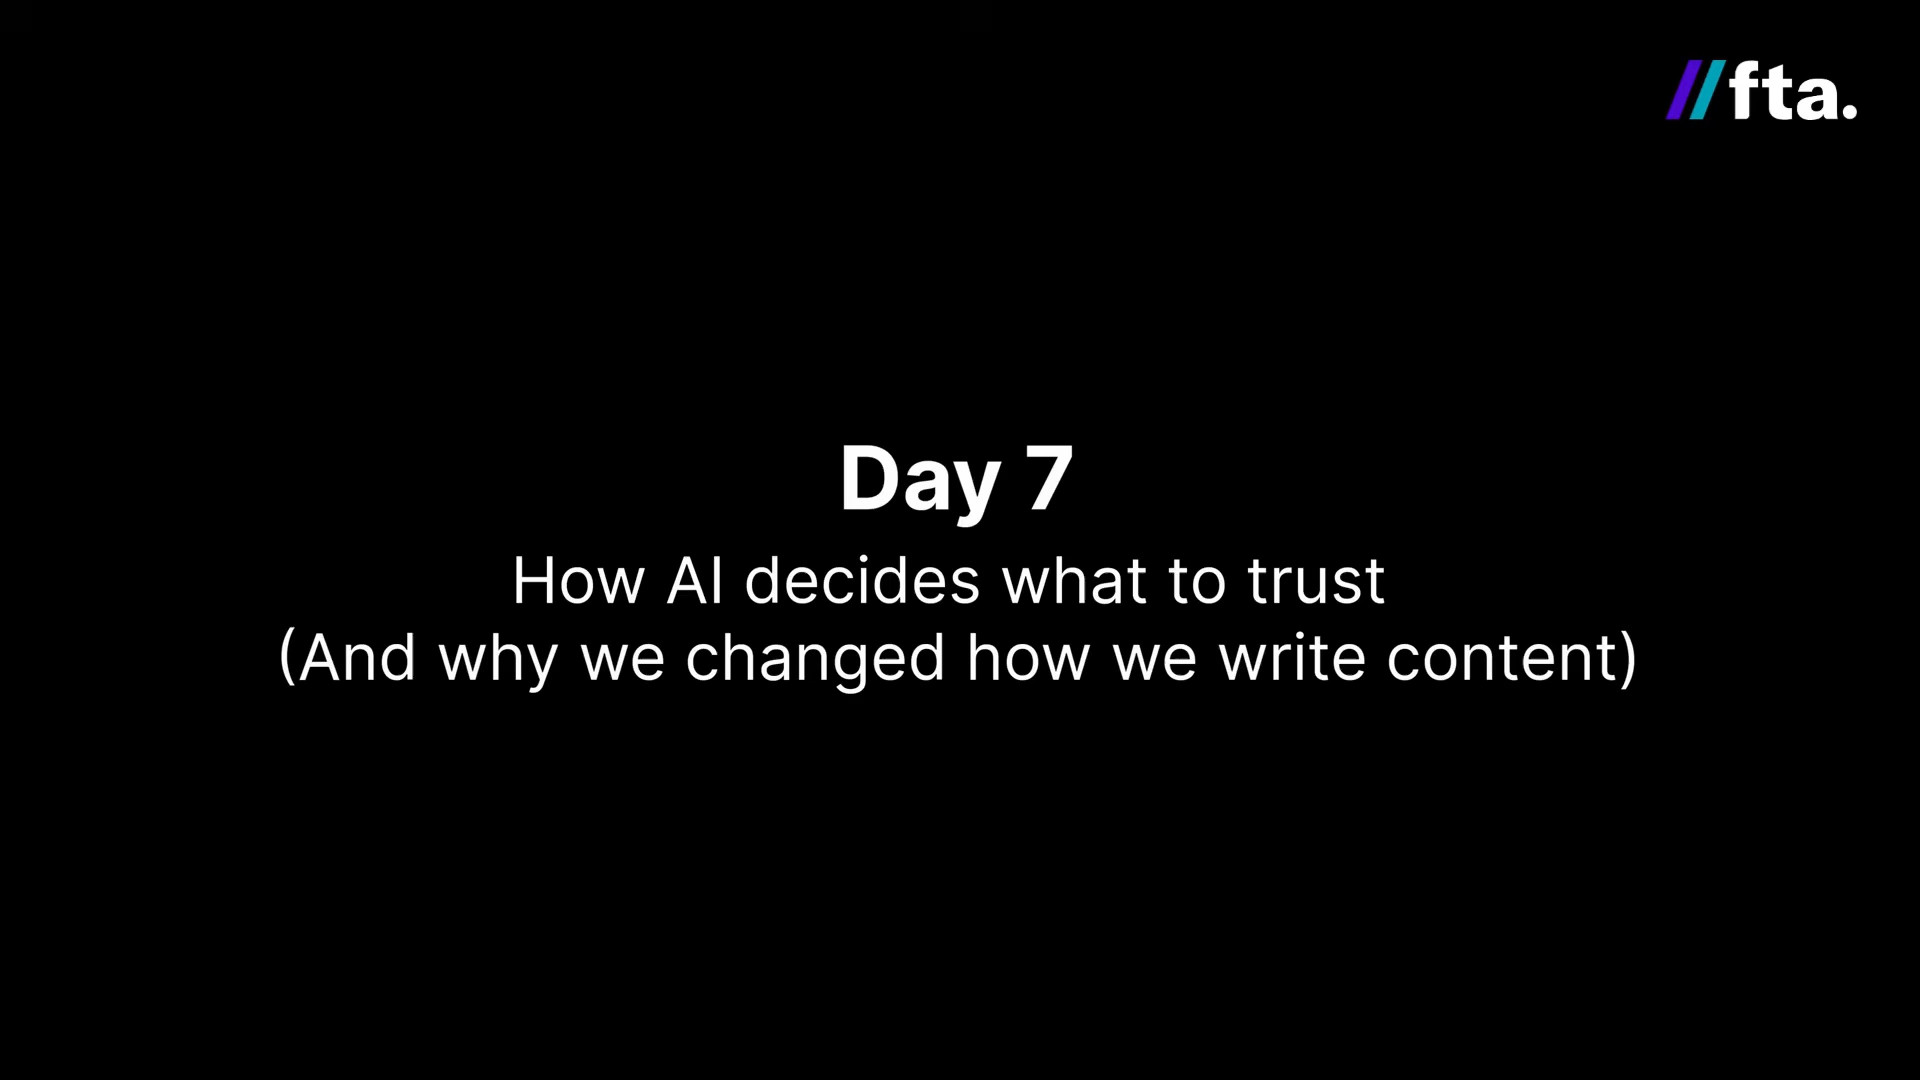 //fta.
Day 7
How AI decides what to trust
(And why we changed how we write content)